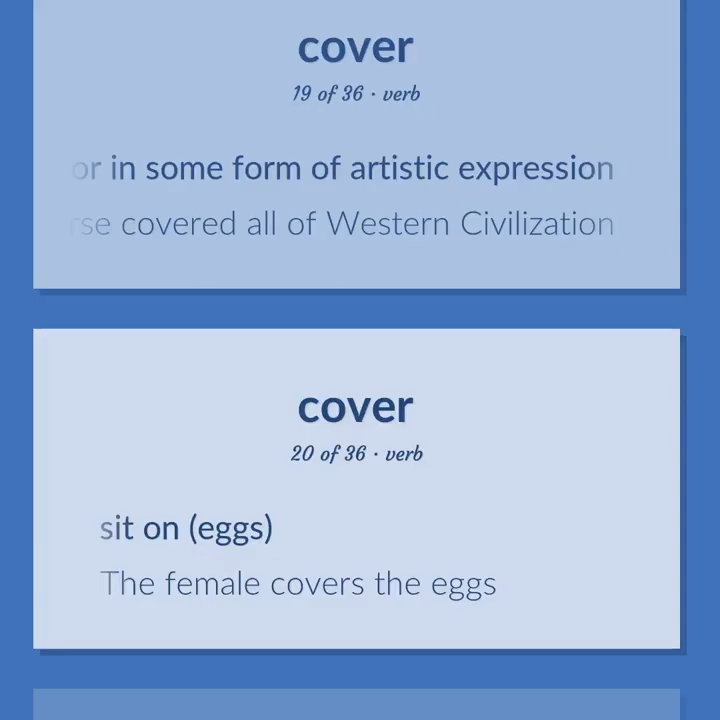 cover
19 of 36 · verb
or in some form of artistic expression
covered all of Western Civilization
cover
20 of 36 · verb
sit on (eggs)
The female covers the eggs